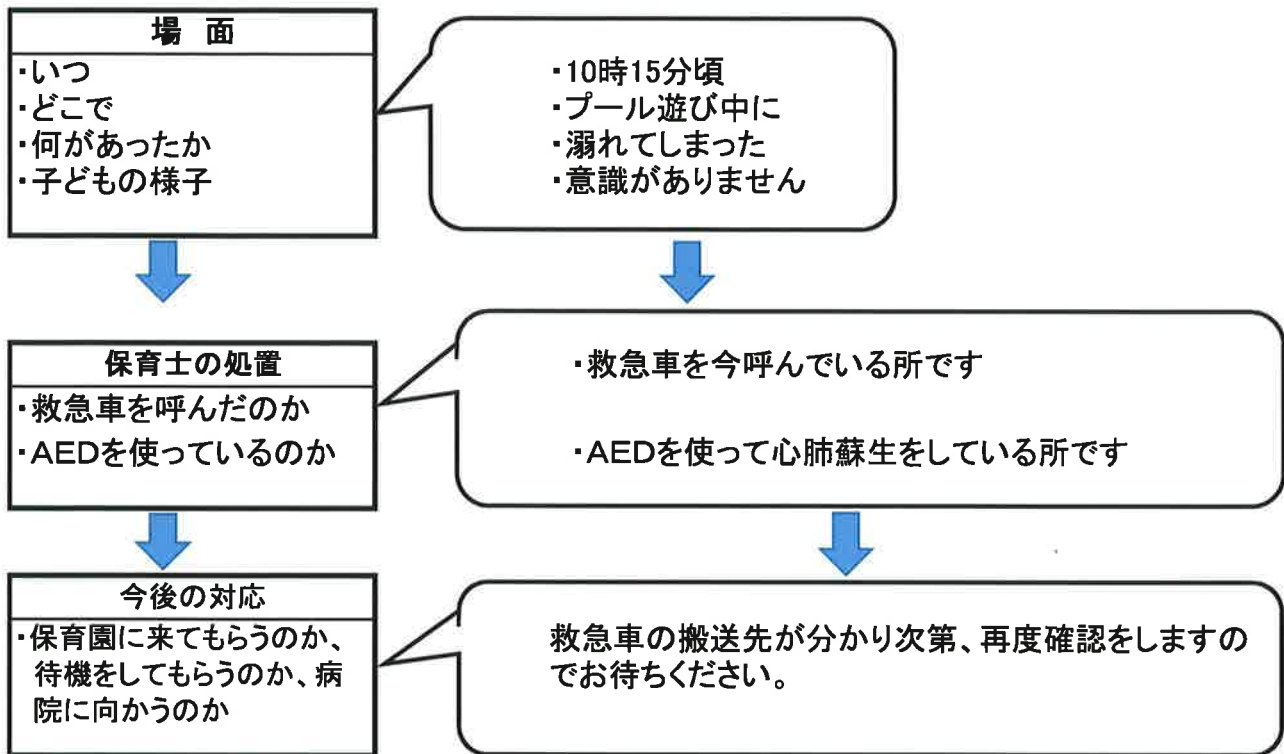 場 面
・いつ
・どこで
・何があったか
・子どもの様子
・10時15分頃
・プール遊び中に
・溺れてしまった
・意識がありません
保育士の処置
・救急車を呼んだのか
・AEDを使っているのか
・救急車を今呼んでいる所です
・AEDを使って心肺蘇生をしている所です
今後の対応
・保育園に来てもらうのか、
待機をしてもらうのか、病
院に向かうのか
救急車の搬送先が分かり次第、再度確認をしますの
でお待ちください。